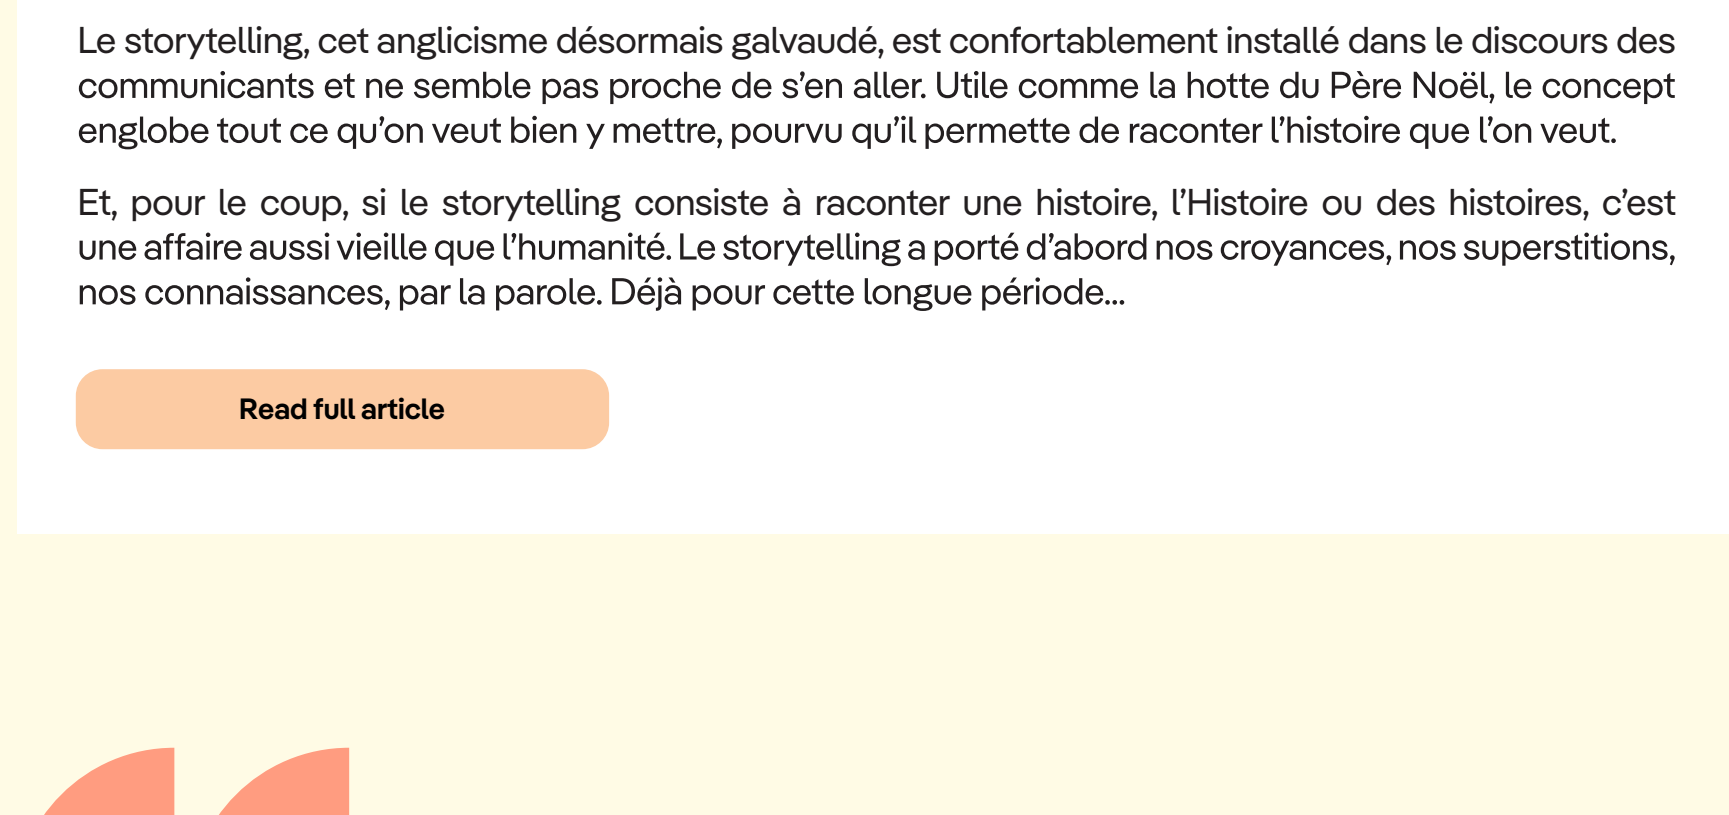 Le storytelling, cet anglicisme désormais galvaudé, est confortablement installé dans le discours des
communicants et ne semble pas proche de s’en aller. Utile comme la hotte du Père Noël, le concept
englobe tout ce qu’on veut bien y mettre, pourvu qu’il permette de raconter l’histoire que l’on veut.
Et, pour le coup, si le storytelling consiste à raconter une histoire, l’Histoire ou des histoires, c’est
une affaire aussi vieille que l’humanité. Le storytelling a porté d’abord nos croyances, nos superstitions,
nos connaissances, par la parole. Déjà pour cette longue période...
Read full article